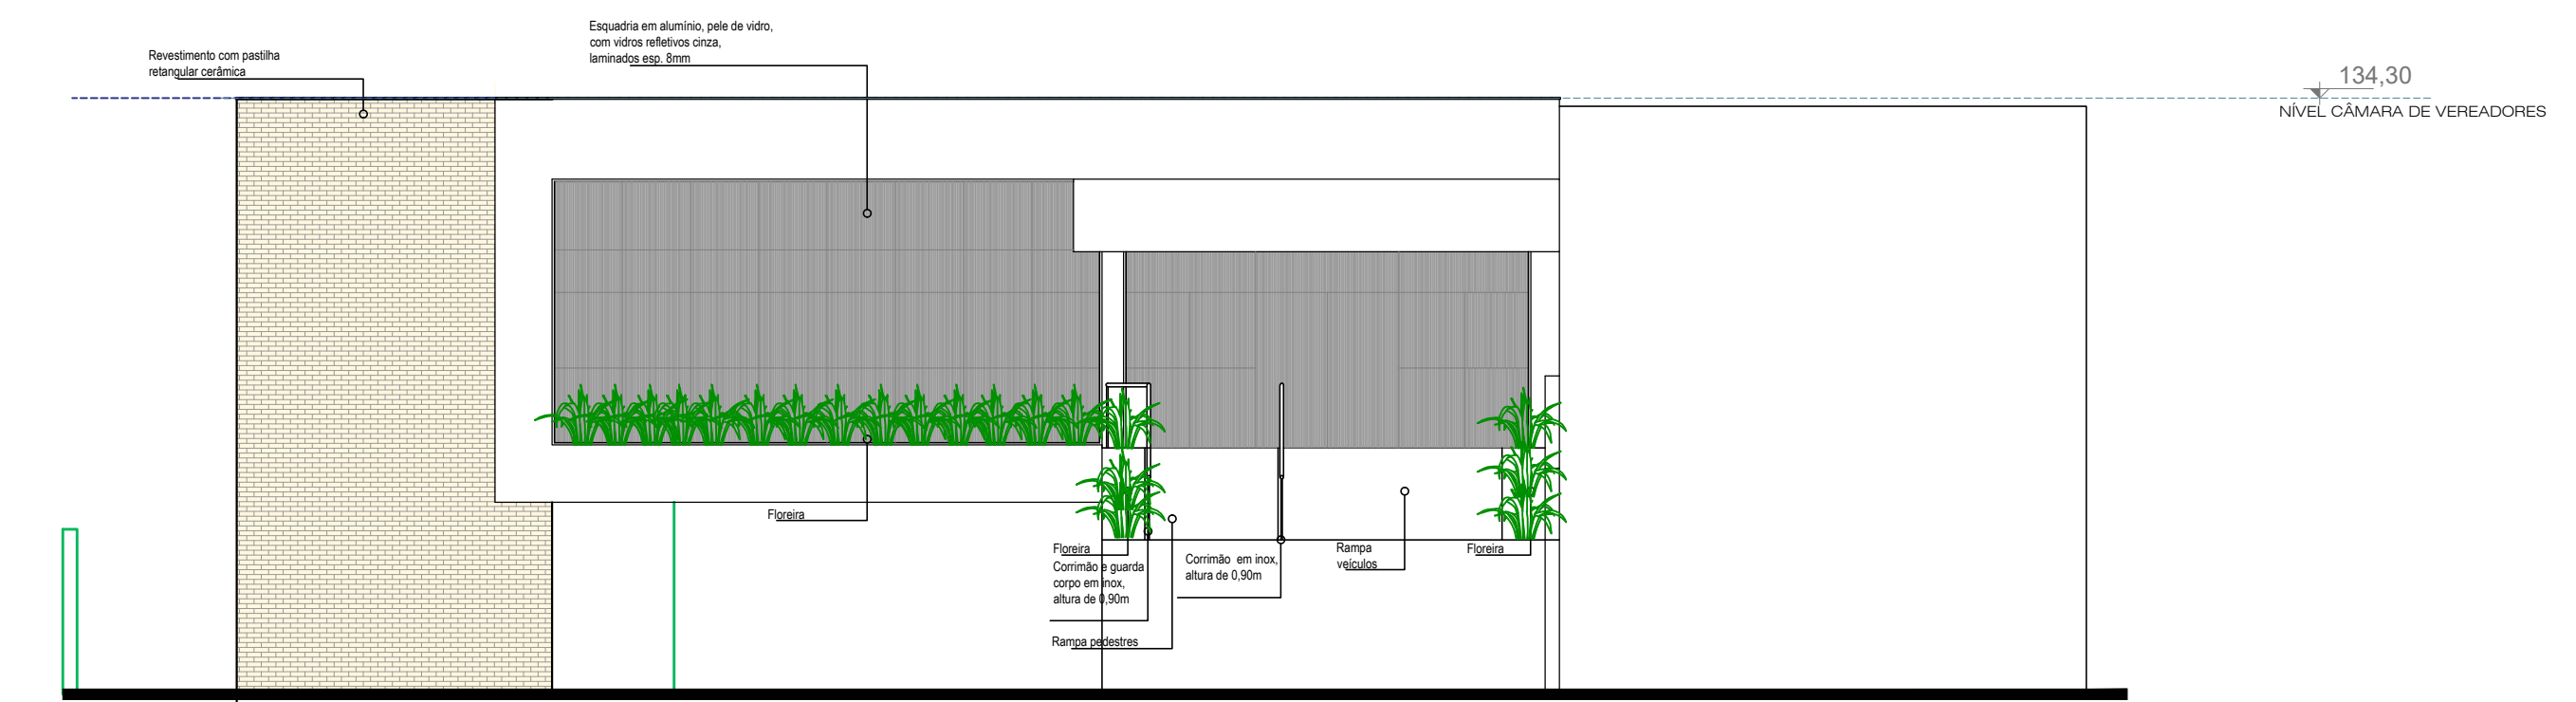 Esquadria em alumínio, pele de vidro,
com vidros refletivos cinza,
laminados esp. 8mm
Revestimento com pastilha
retangular cerâmica
134,30
NÍVEL CÂMARA DE VEREADORES
Floreira
Floreira
Corrimão e guarda
corpo em inox,
altura de 0,90m
Corrimão em inox,
altura de 0,90m
Rampa
veículos
Floreira
Rampa pedestres